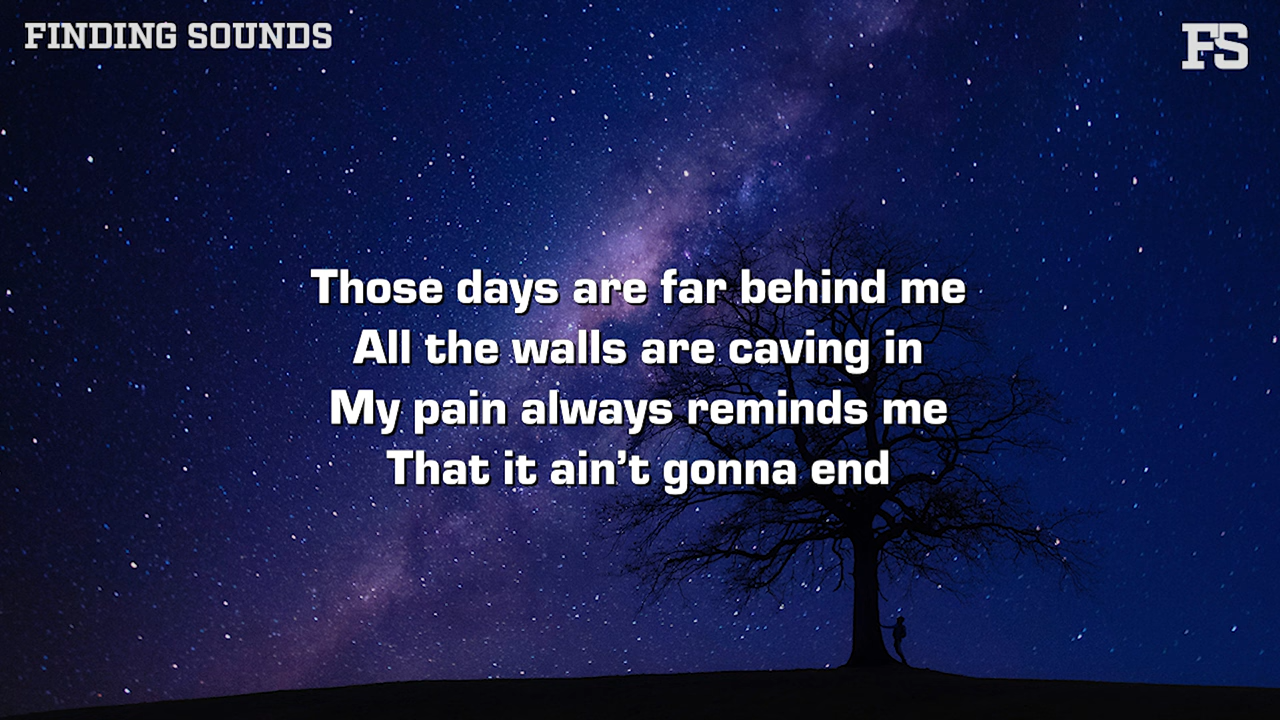 FINDING SOUNDS
FS
Those days are far behind me
All the walls are caving in
My pain always reminds me
That it ain’t gonna end